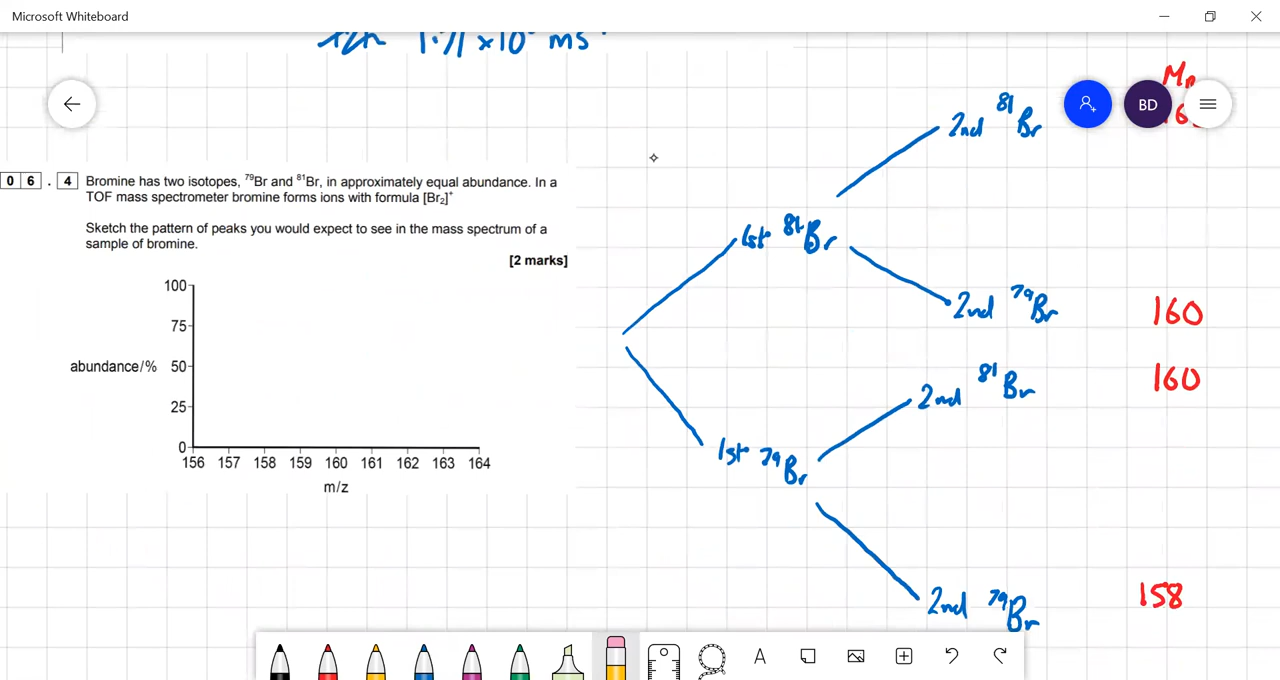 Microsoft Whiteboard
1.71 ×10 ms
Mr
BD
06.4 Bromine has two isotopes, ⁷⁹Br and ⁸¹Br, in approximately equal abundance. In a
TOF mass spectrometer bromine forms ions with formula [Br₂]⁺
Sketch the pattern of peaks you would expect to see in the mass spectrum of a
sample of bromine.
[2 marks]
100
75
abundance/% 50
25
0
156 157 158 159 160 161 162 163 164
m/z
2nd ⁸¹Br
1st ⁸¹Br
2nd ⁷⁹Br 160
2nd ⁸¹Br 160
1st ⁷⁹Br
2nd ⁷⁹Br 158
A